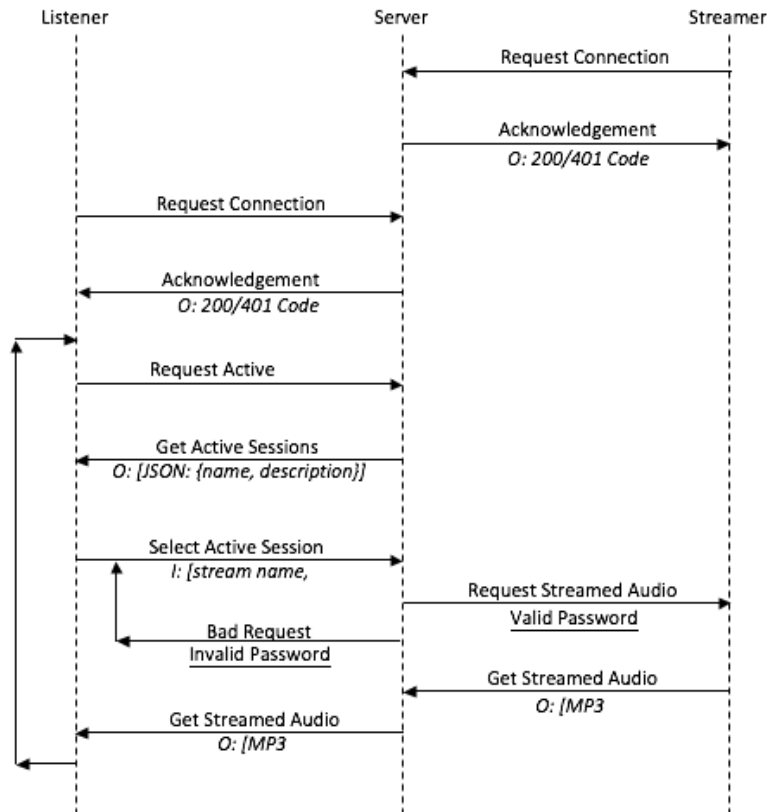 Listener Server Streamer
Request Connection
Acknowledgement
O: 200/401 Code
Request Connection
Acknowledgement
O: 200/401 Code
Request Active
Get Active Sessions
O: [JSON: {name, description}]
Select Active Session
I: [stream name,
Request Streamed Audio
Valid Password
Bad Request
Invalid Password
Get Streamed Audio
O: [MP3
Get Streamed Audio
O: [MP3